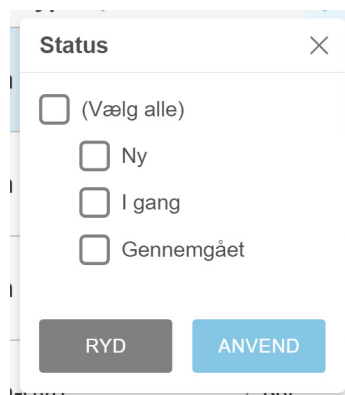 Status
(Vælg alle)
Ny
I gang
Gennemgået
RYD
ANVEND